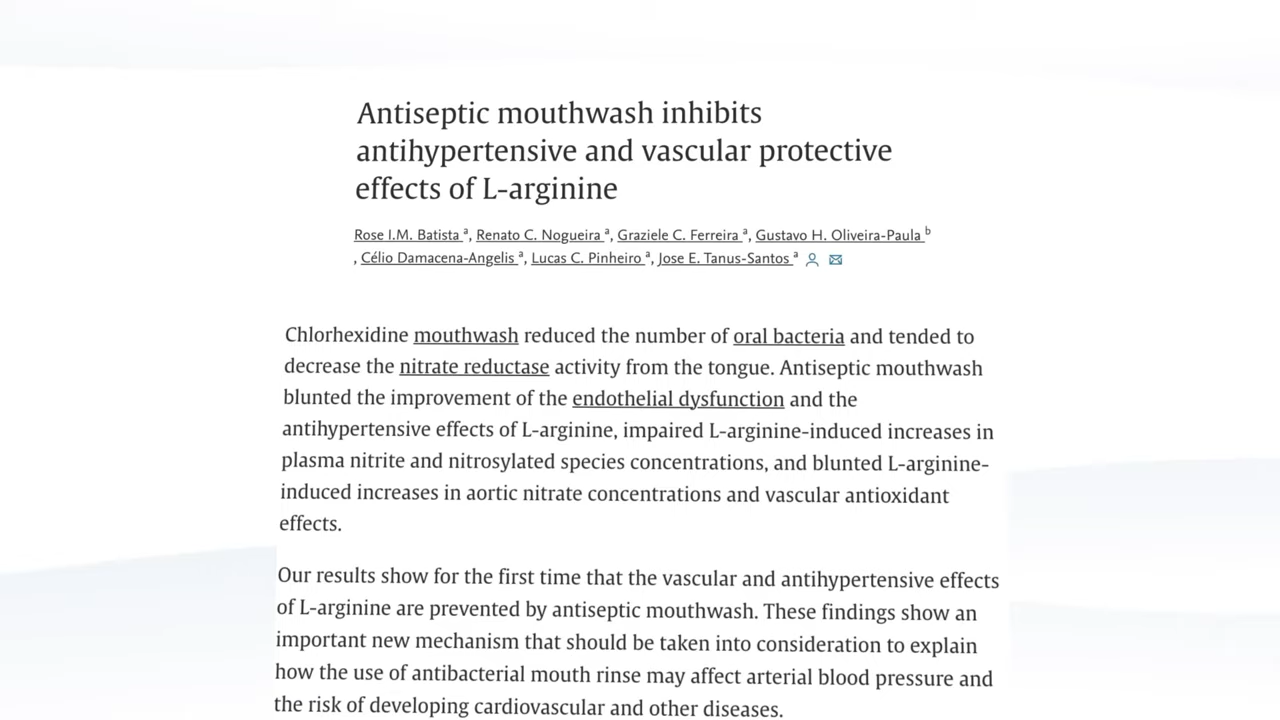 Antiseptic mouthwash inhibits
antihypertensive and vascular protective
effects of L-arginine
Rose I.M. Batista ᵃ, Renato C. Nogueira ᵃ, Graziele C. Ferreira ᵃ, Gustavo H. Oliveira-Paula ᵇ
, Célio Damacena-Angelis ᵃ, Lucas C. Pinheiro ᵃ, Jose E. Tanus-Santos ᵃ
Chlorhexidine mouthwash reduced the number of oral bacteria and tended to
decrease the nitrate reductase activity from the tongue. Antiseptic mouthwash
blunted the improvement of the endothelial dysfunction and the
antihypertensive effects of L-arginine, impaired L-arginine-induced increases in
plasma nitrite and nitrosylated species concentrations, and blunted L-arginine-
induced increases in aortic nitrate concentrations and vascular antioxidant
effects.
Our results show for the first time that the vascular and antihypertensive effects
of L-arginine are prevented by antiseptic mouthwash. These findings show an
important new mechanism that should be taken into consideration to explain
how the use of antibacterial mouth rinse may affect arterial blood pressure and
the risk of developing cardiovascular and other diseases.